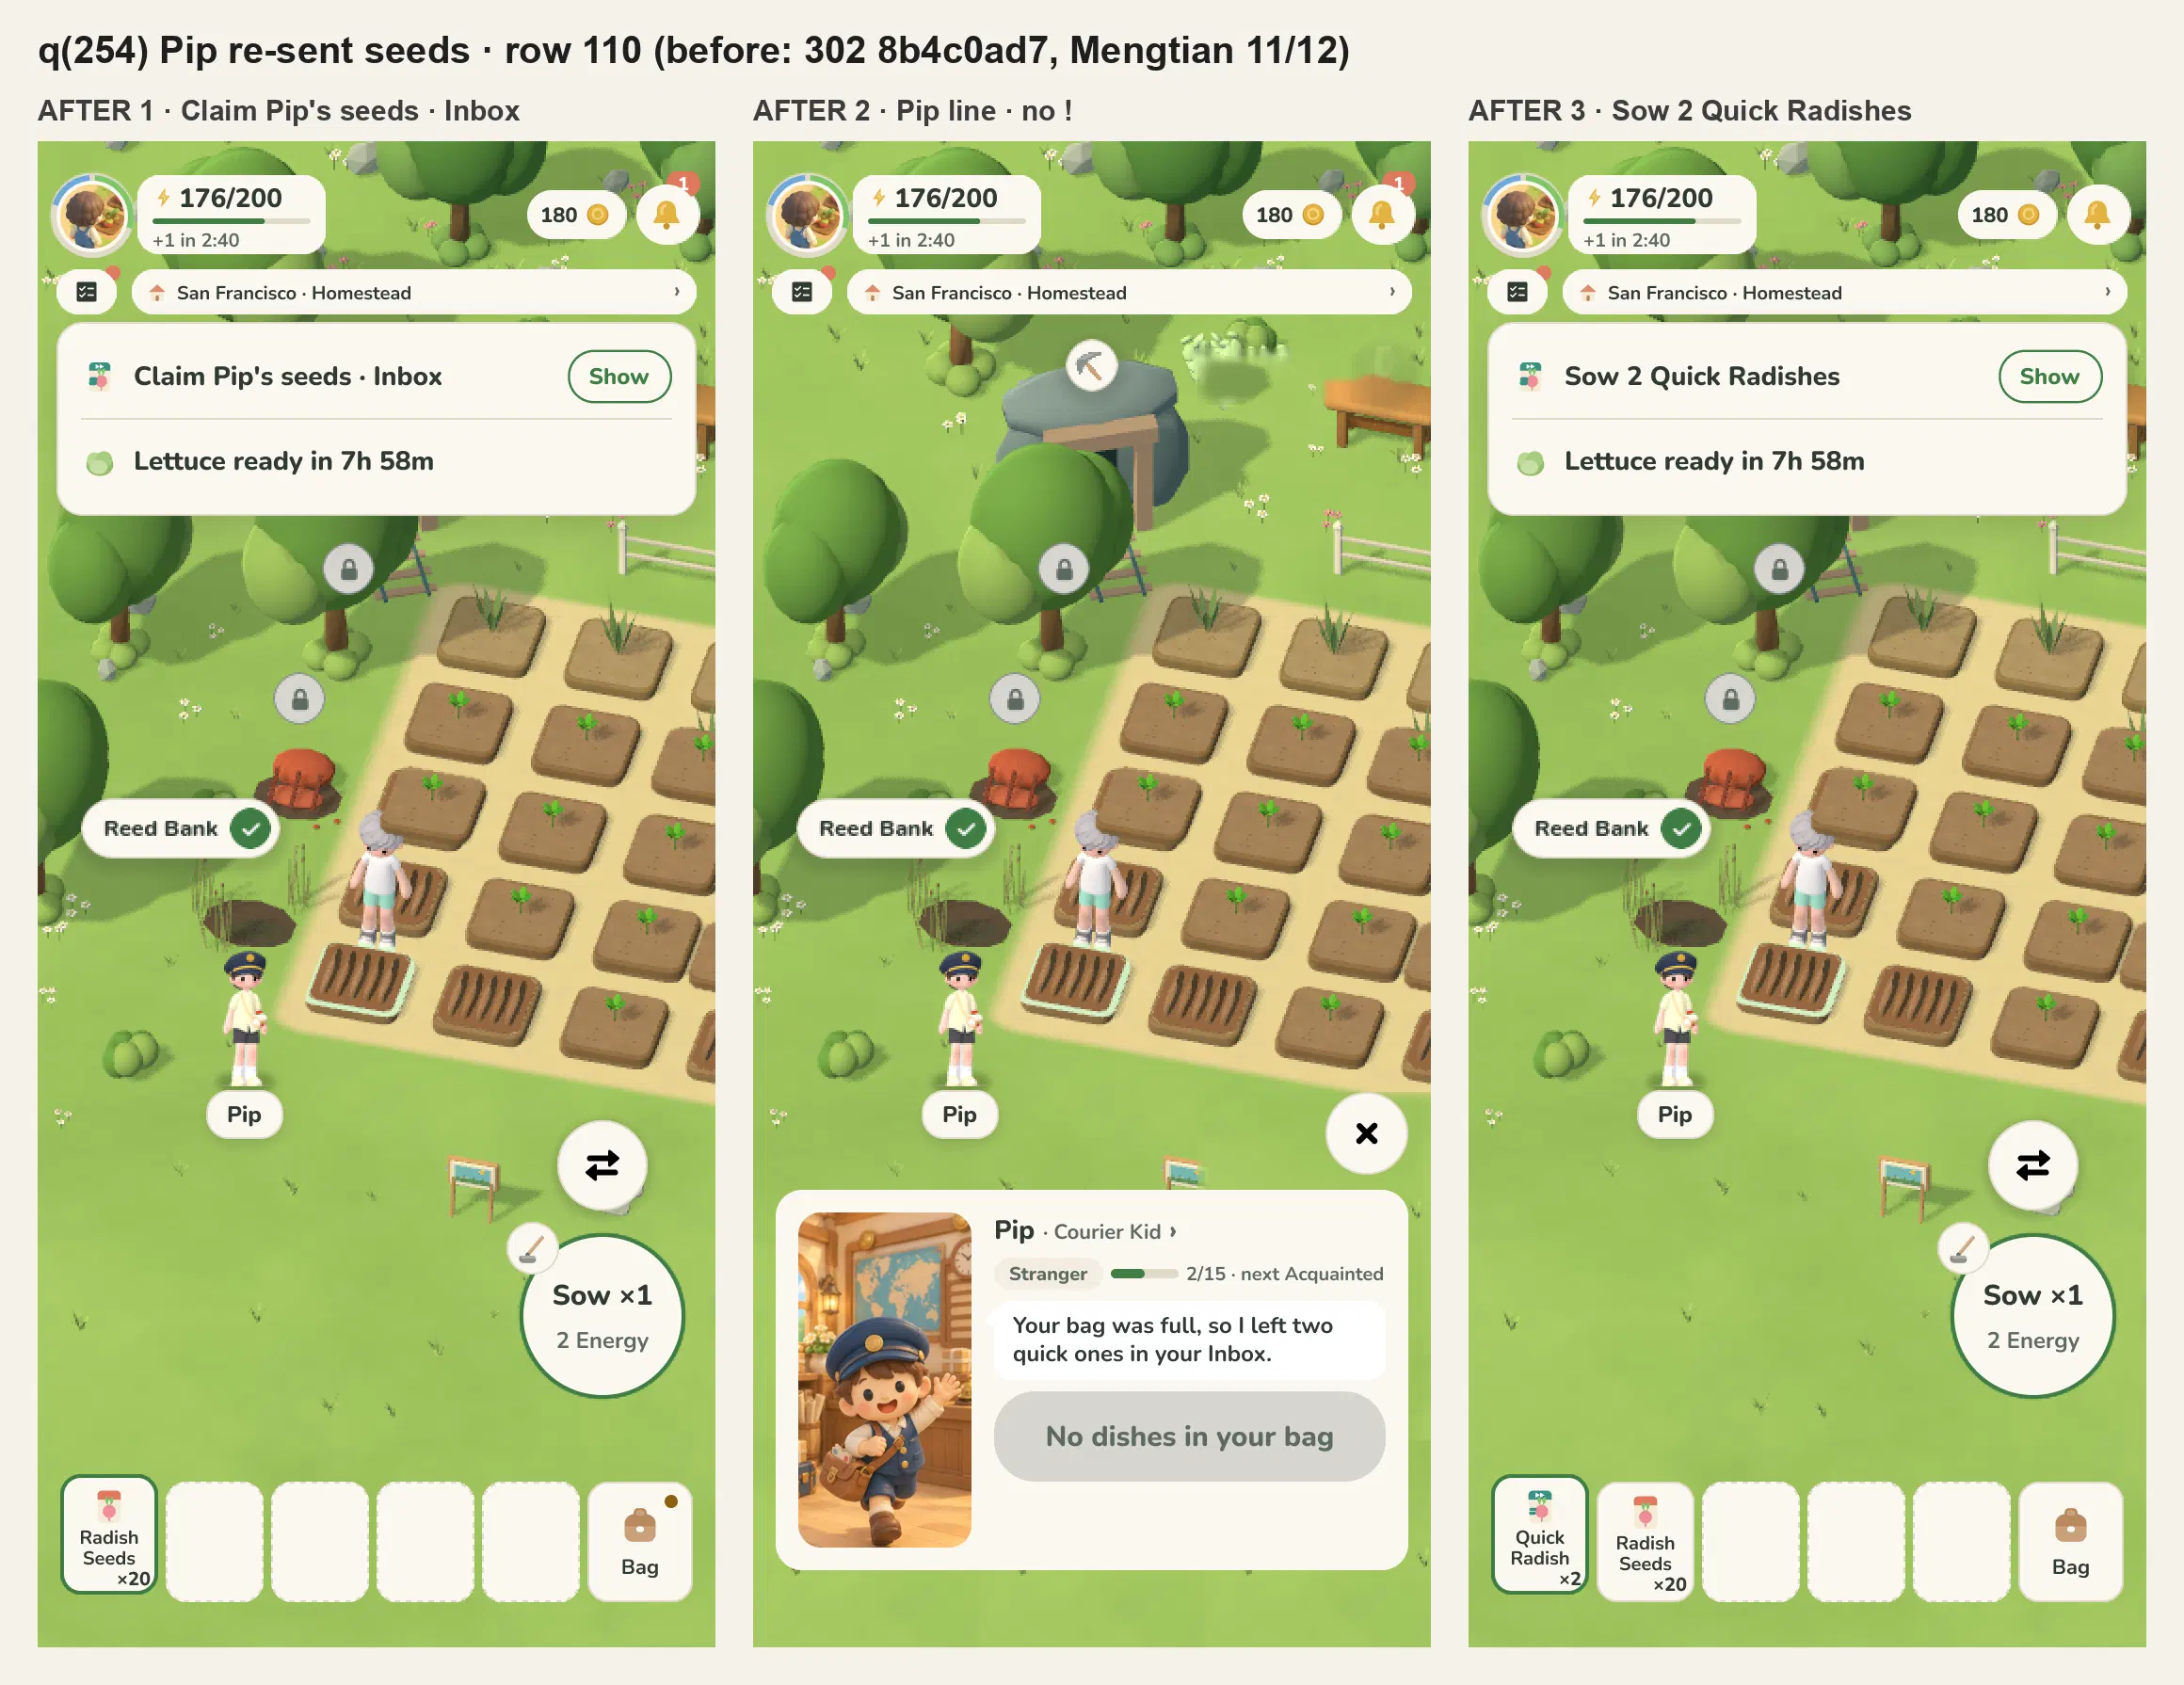 q(254) Pip re-sent seeds · row 110 (before: 302 8b4c0ad7, Mengtian 11/12)
AFTER 1 · Claim Pip's seeds · Inbox
176/200
+1 in 2:40
180
1
San Francisco · Homestead
Claim Pip's seeds · Inbox
Show
Lettuce ready in 7h 58m
Reed Bank
Pip
Sow ×1
2 Energy
Radish
Seeds
×20
Bag
AFTER 2 · Pip line · no !
176/200
+1 in 2:40
180
1
San Francisco · Homestead
Reed Bank
Pip
Pip · Courier Kid ›
Stranger
2/15 · next Acquainted
Your bag was full, so I left two
quick ones in your Inbox.
No dishes in your bag
AFTER 3 · Sow 2 Quick Radishes
176/200
+1 in 2:40
180
San Francisco · Homestead
Sow 2 Quick Radishes
Show
Lettuce ready in 7h 58m
Reed Bank
Pip
Sow ×1
2 Energy
Quick
Radish
×2
Radish
Seeds
×20
Bag